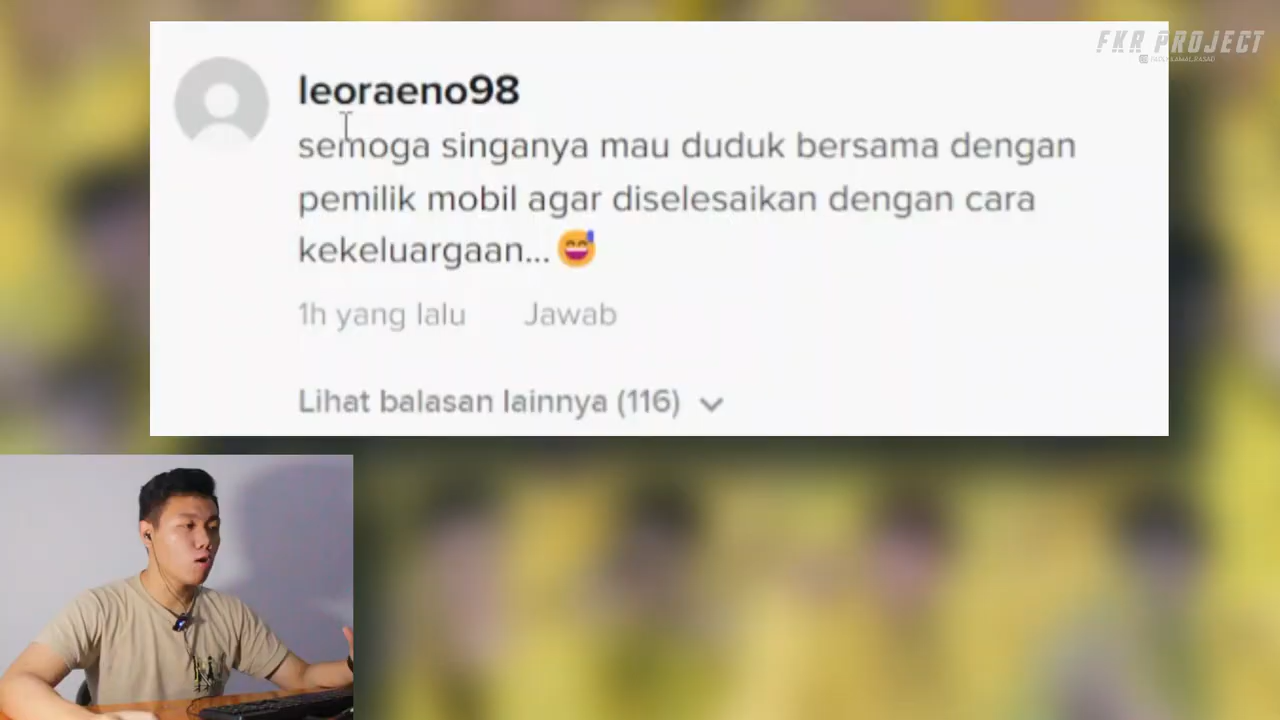 FKR PROJECT
leoraeno98
semoga singanya mau duduk bersama dengan
pemilik mobil agar diselesaikan dengan cara
kekeluargaan...😅
1h yang lalu Jawab
Lihat balasan lainnya (116)